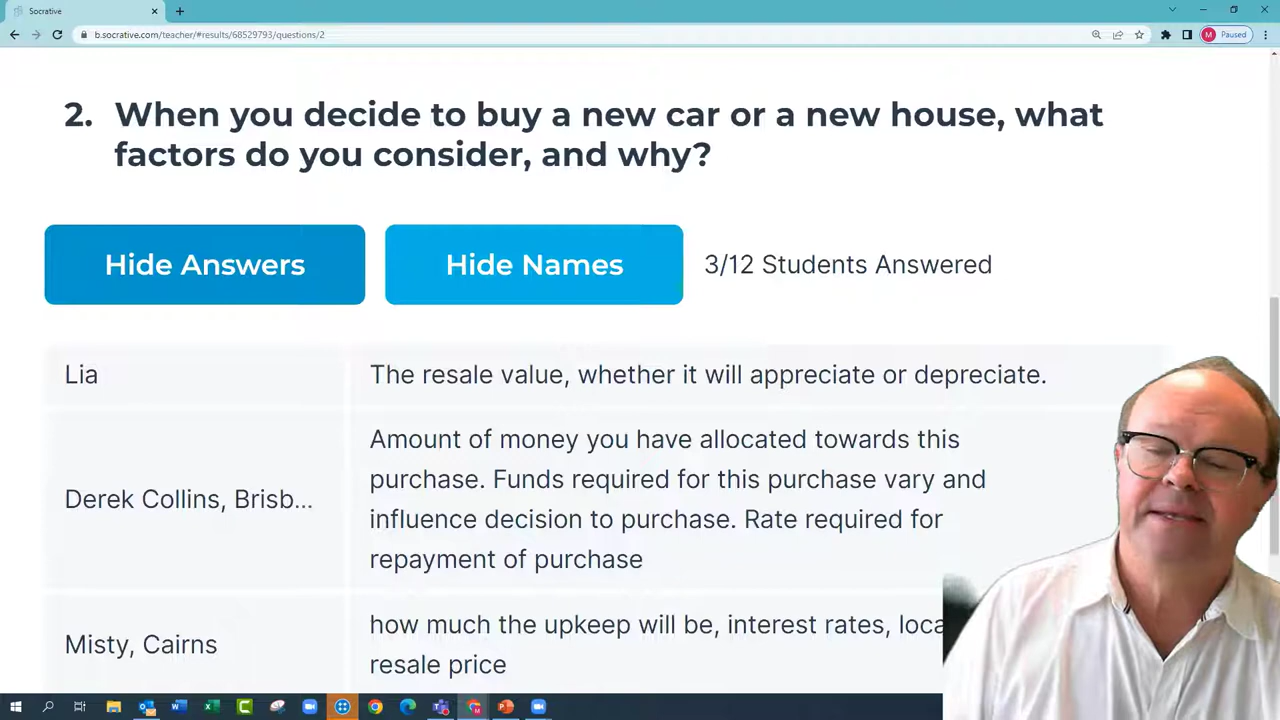 Socrative
b.socrative.com/teacher/#results/68529793/questions/2
M Paused
2. When you decide to buy a new car or a new house, what
factors do you consider, and why?
Hide Answers
Hide Names
3/12 Students Answered
Lia
The resale value, whether it will appreciate or depreciate.
Derek Collins, Brisb...
Amount of money you have allocated towards this
purchase. Funds required for this purchase vary and
influence decision to purchase. Rate required for
repayment of purchase
Misty, Cairns
how much the upkeep will be, interest rates, loca
resale price